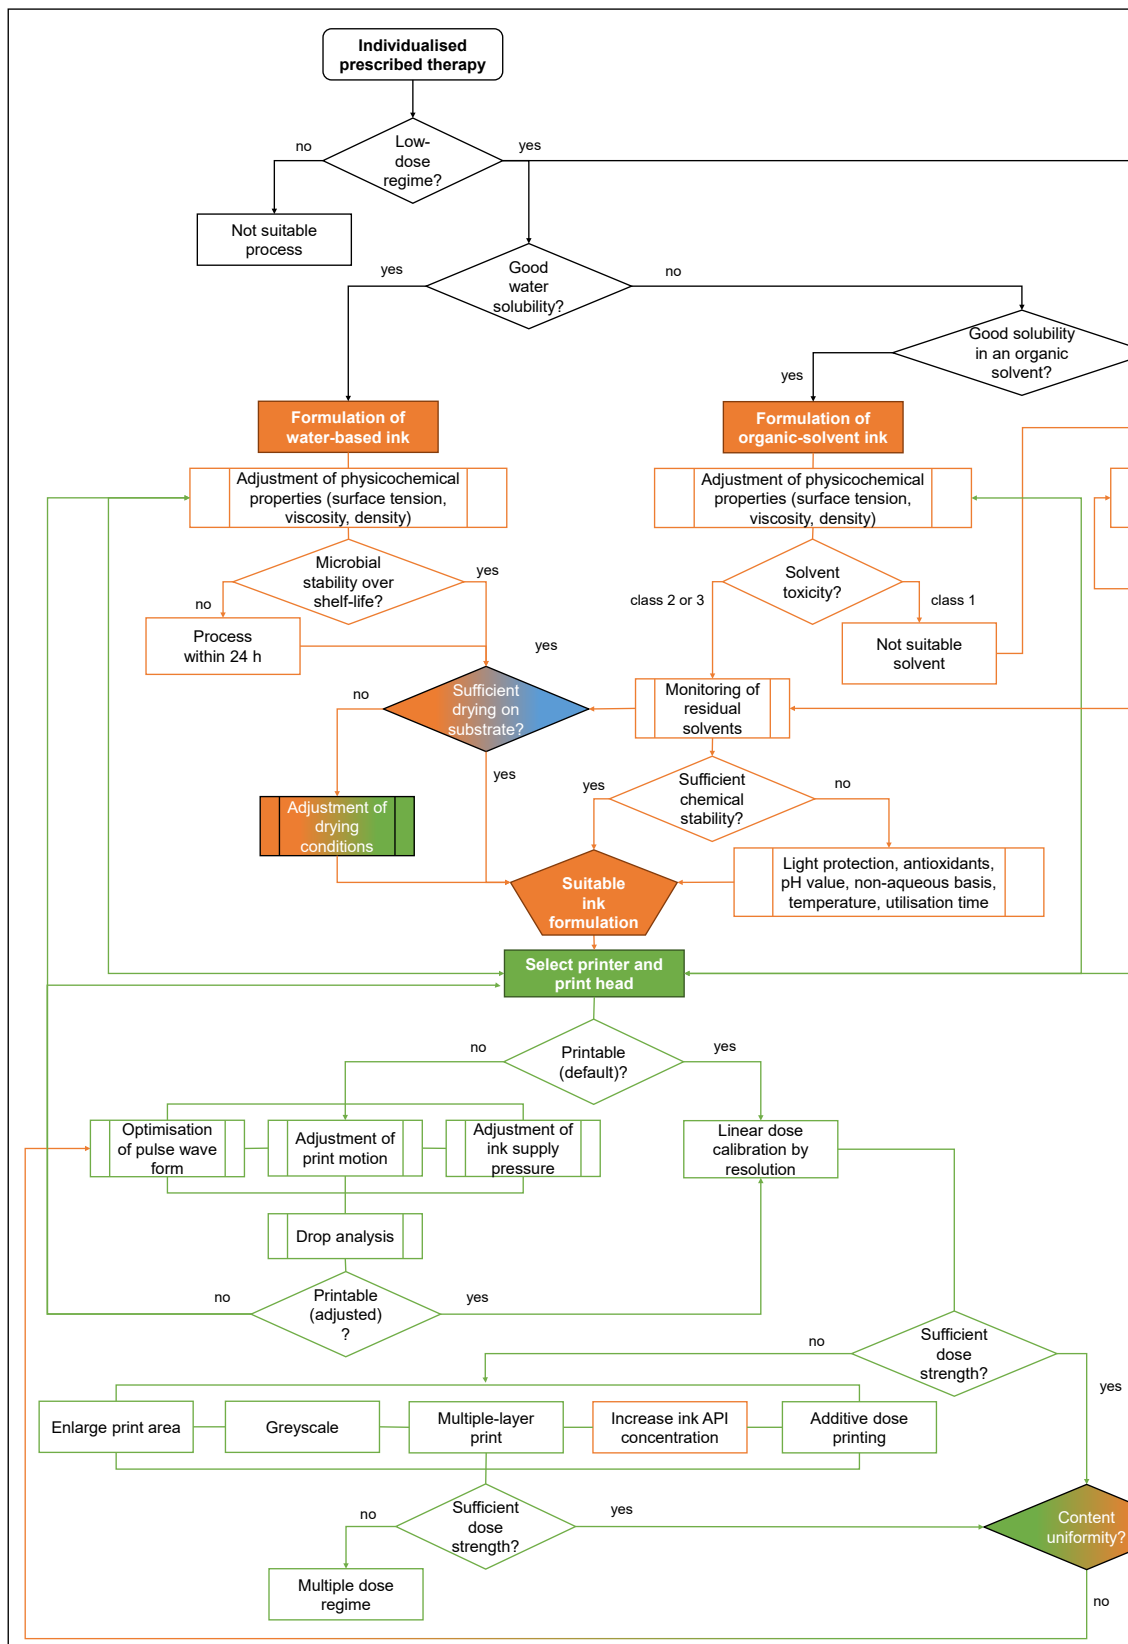 Individualised
prescribed therapy
no
Low-
dose
regime?
yes
Not suitable
process
yes
Good
water
solubility?
no
Good solubility
in an organic
solvent?
yes
Formulation of
water-based ink
Formulation of
organic-solvent ink
Adjustment of physicochemical
properties (surface tension,
viscosity, density)
Adjustment of physicochemical
properties (surface tension,
viscosity, density)
Microbial
stability over
shelf-life?
yes
no
Solvent
toxicity?
class 2 or 3
class 1
Process
within 24 h
Not suitable
solvent
yes
no
Sufficient
drying on
substrate?
Monitoring of
residual
solvents
yes
yes
Sufficient
chemical
stability?
no
Adjustment of
drying
conditions
Suitable
ink
formulation
Light protection, antioxidants,
pH value, non-aqueous basis,
temperature, utilisation time
Select printer and
print head
no
Printable
(default)?
yes
Optimisation
of pulse wave
form
Adjustment of
print motion
Adjustment of
ink supply
pressure
Linear dose
calibration by
resolution
Drop analysis
no
Printable
(adjusted)
?
yes
no
Sufficient
dose
strength?
yes
Enlarge print area
Greyscale
Multiple-layer
print
Increase ink API
concentration
Additive dose
printing
no
Sufficient
dose
strength?
yes
Content
uniformity?
Multiple dose
regime
no